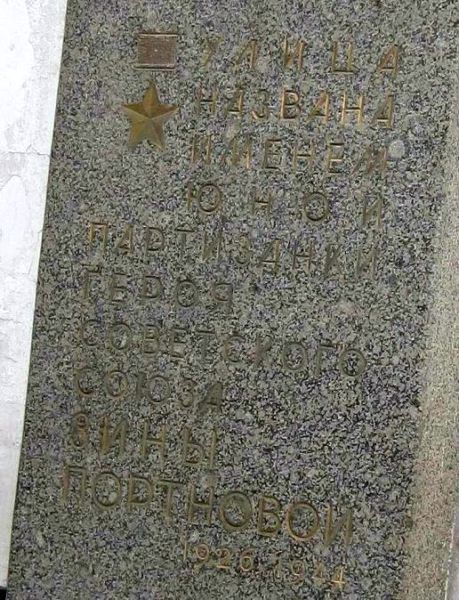 УЛИЦА
НАЗВАНА
ИМЕНЕМ
ЮНОЙ
ПАРТИЗАНКИ
ГЕРОЯ
СОВЕТСКОГО
СОЮЗА
ЗИНЫ
ПОРТНОВОЙ
1926-1944